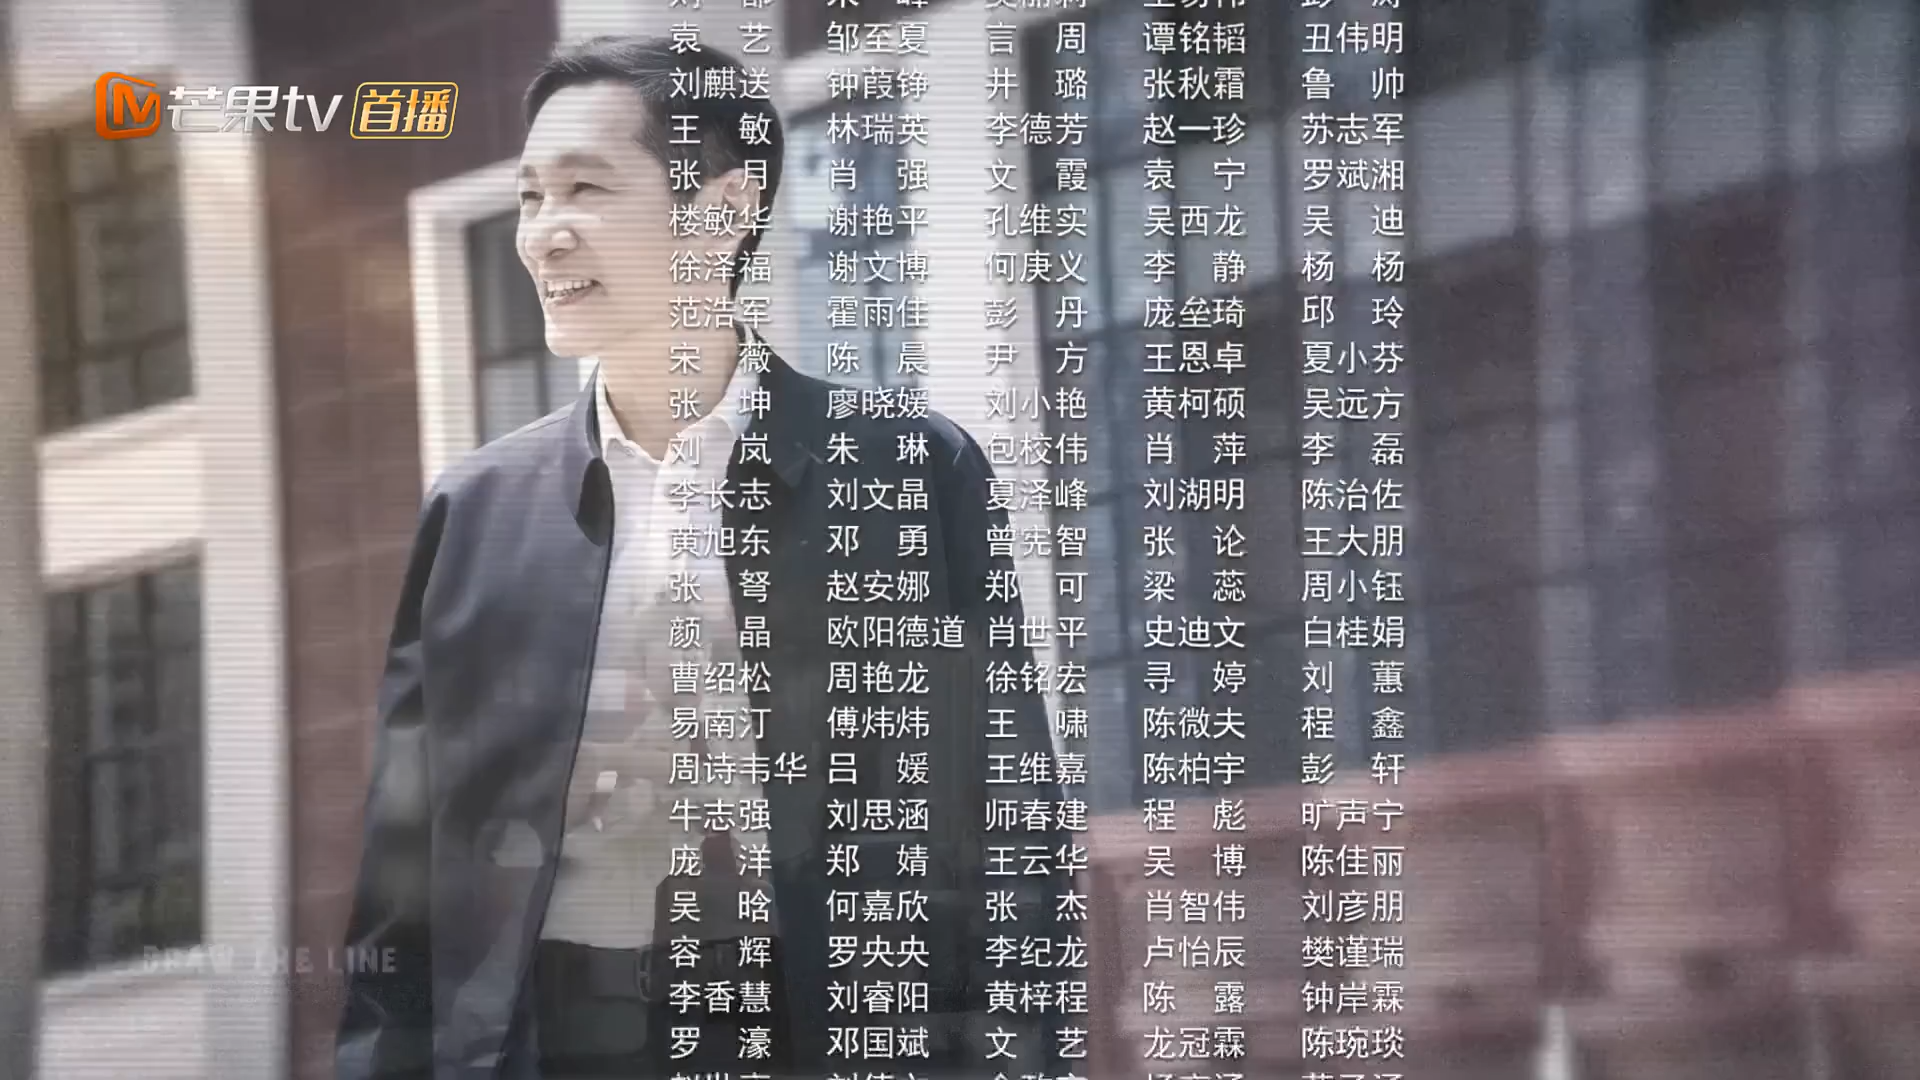 芒果tv 首播
袁艺 邹至夏 言周 谭铭韬 丑伟明
刘麒送 钟葭铮 井璐 张秋霜 鲁帅
王敏 林瑞英 李德芳 赵一珍 苏志军
张月 肖强 文霞 袁宁 罗斌湘
楼敏华 谢艳平 孔维实 吴西龙 吴迪
徐泽福 谢文博 何庚义 李静 杨杨
范浩军 霍雨佳 彭丹 庞垒琦 邱玲
宋薇 陈晨 尹方 王恩卓 夏小芬
张坤 廖晓媛 刘小艳 黄柯硕 吴远方
刘岚 朱琳 包校伟 肖萍 李磊
李长志 刘文晶 夏泽峰 刘湖明 陈治佐
黄旭东 邓勇 曾宪智 张论 王大朋
张弩 赵安娜 郑可 梁蕊 周小钰
颜晶 欧阳德道 肖世平 史迪文 白桂娟
曹绍松 周艳龙 徐铭宏 寻婷 刘蕙
易南汀 傅炜炜 王啸 陈微夫 程鑫
周诗韦华 吕媛 王维嘉 陈柏宇 彭轩
牛志强 刘思涵 师春建 程彪 旷声宁
庞洋 郑婧 王云华 吴博 陈佳丽
吴晗 何嘉欣 张杰 肖智伟 刘彦朋
容辉 罗央央 李纪龙 卢怡辰 樊谨瑞
DRAW THE LINE
李香慧 刘睿阳 黄梓程 陈露 钟岸霖
罗濠 邓国斌 文艺 龙冠霖 陈琬琰